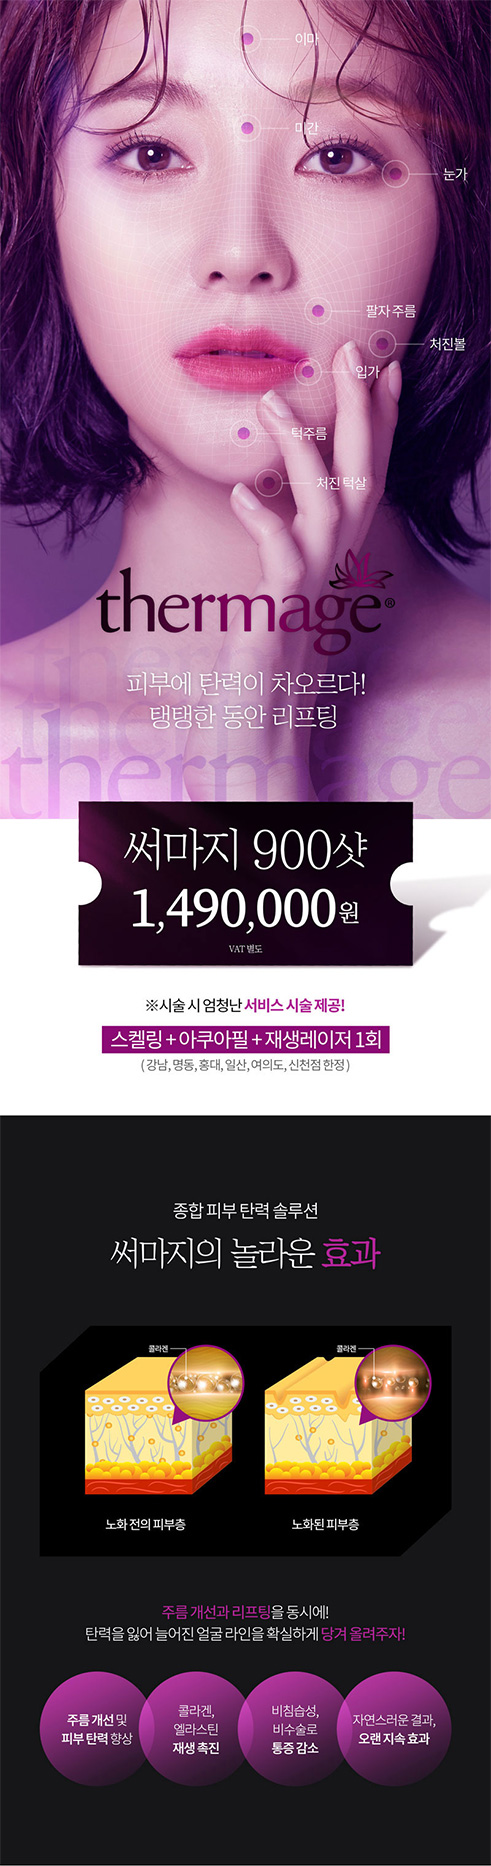 이마
미간
눈가
팔자 주름
처진볼
입가
턱주름
처진 턱살
thermage®
피부에 탄력이 차오르다!
탱탱한 동안 리프팅
thermage
써마지 900샷
1,490,000원
VAT 별도
※시술 시 엄청난 서비스 시술 제공!
스켈링 + 아쿠아필 + 재생레이저 1회
( 강남, 명동, 홍대, 일산, 여의도, 신천점 한정 )
종합 피부 탄력 솔루션
써마지의 놀라운 효과
콜라겐
콜라겐
노화 전의 피부층
노화된 피부층
주름 개선과 리프팅을 동시에!
탄력을 잃어 늘어진 얼굴 라인을 확실하게 당겨 올려주자!
주름 개선 및
피부 탄력 향상
콜라겐,
엘라스틴
재생 촉진
비침습성,
비수술로
통증 감소
자연스러운 결과,
오랜 지속 효과